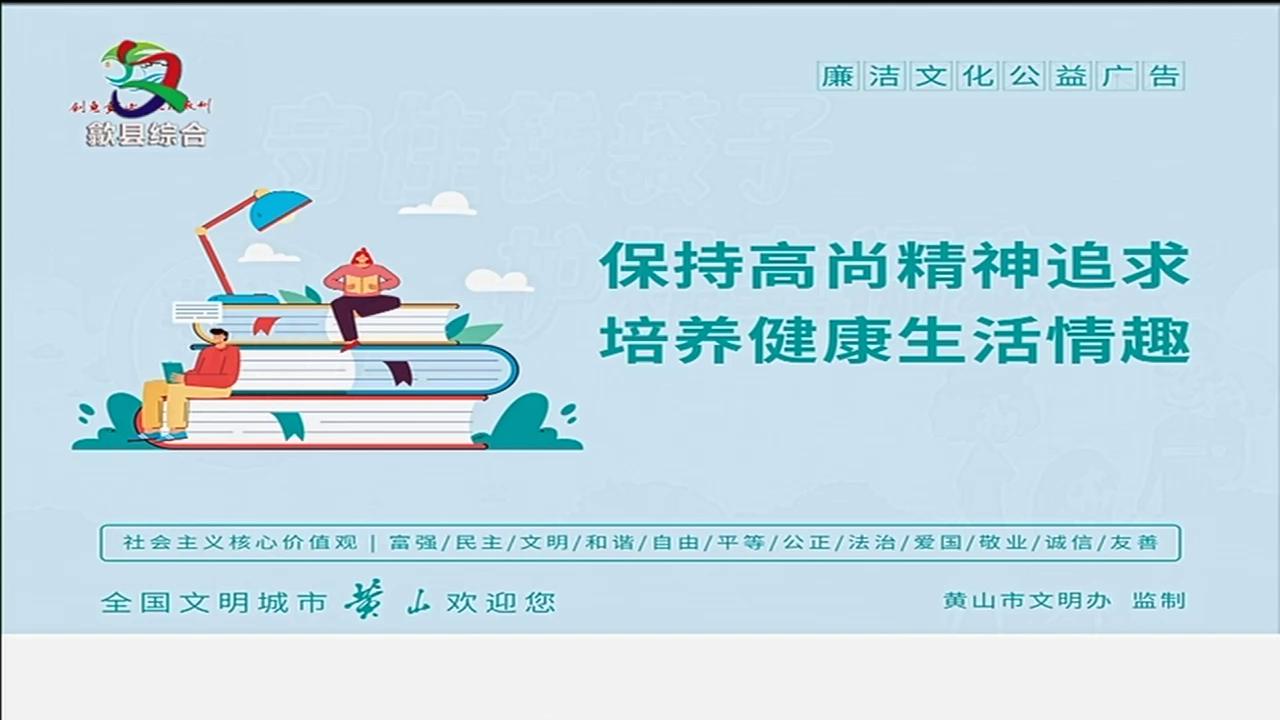 歙县综合
廉洁文化公益广告
保持高尚精神追求
培养健康生活情趣
社会主义核心价值观 | 富强/民主/文明/和谐/自由/平等/公正/法治/爱国/敬业/诚信/友善
全国文明城市 黄山 欢迎您
黄山市文明办 监制